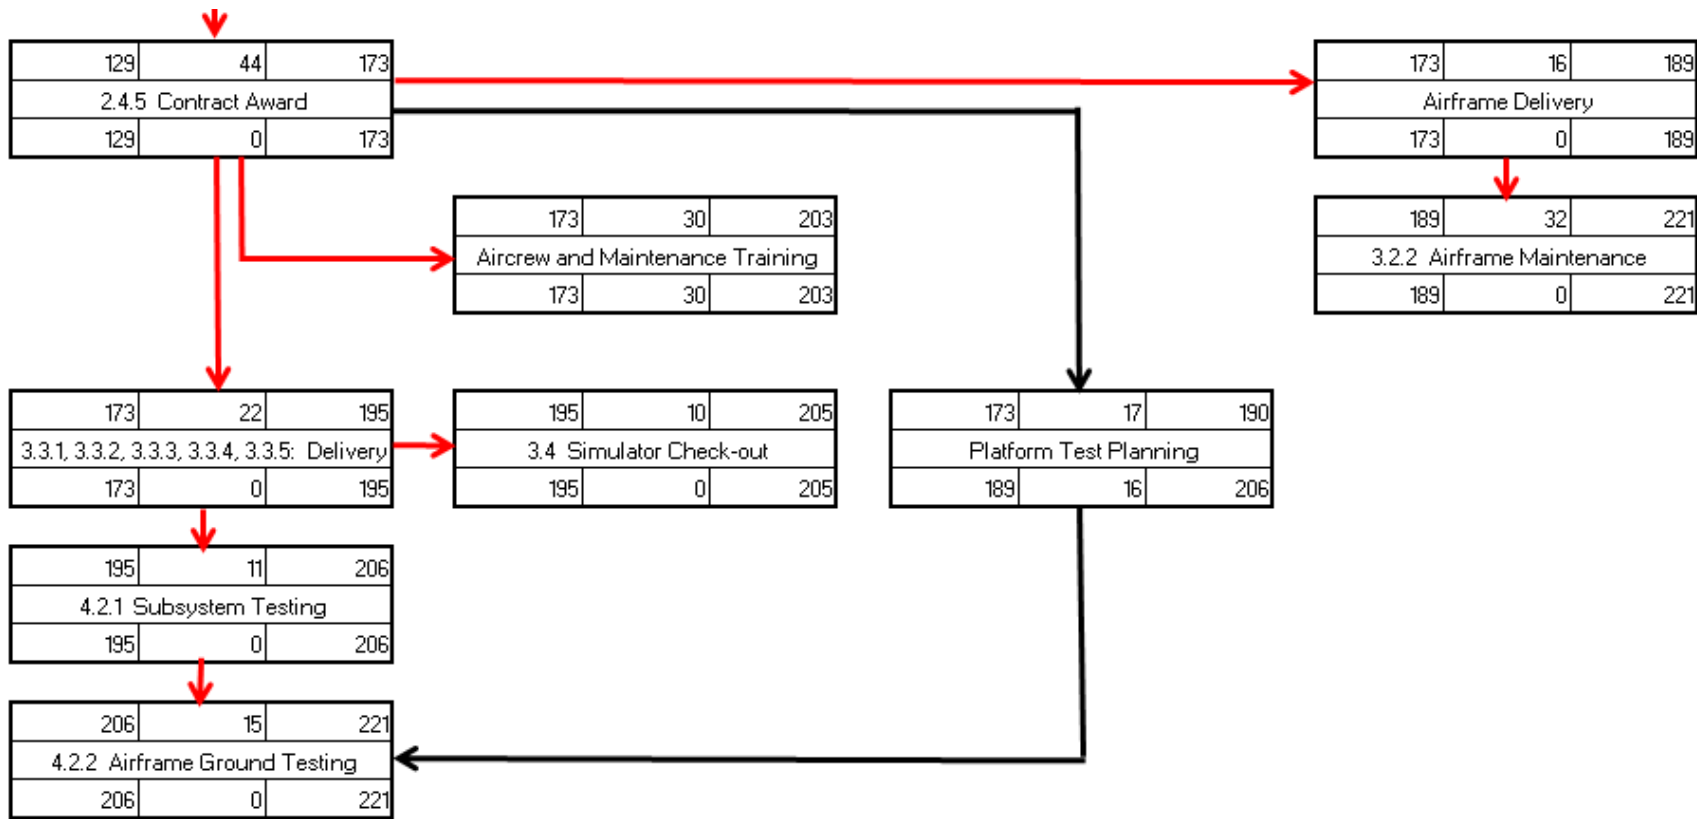 129 44 173
2.4.5 Contract Award
129 0 173
173 16 189
Airframe Delivery
173 0 189
173 30 203
Aircrew and Maintenance Training
173 30 203
189 32 221
3.2.2 Airframe Maintenance
189 0 221
173 22 195
3.3.1, 3.3.2, 3.3.3, 3.3.4, 3.3.5: Delivery
173 0 195
195 10 205
3.4 Simulator Check-out
195 0 205
173 17 190
Platform Test Planning
189 16 206
195 11 206
4.2.1 Subsystem Testing
195 0 206
206 15 221
4.2.2 Airframe Ground Testing
206 0 221